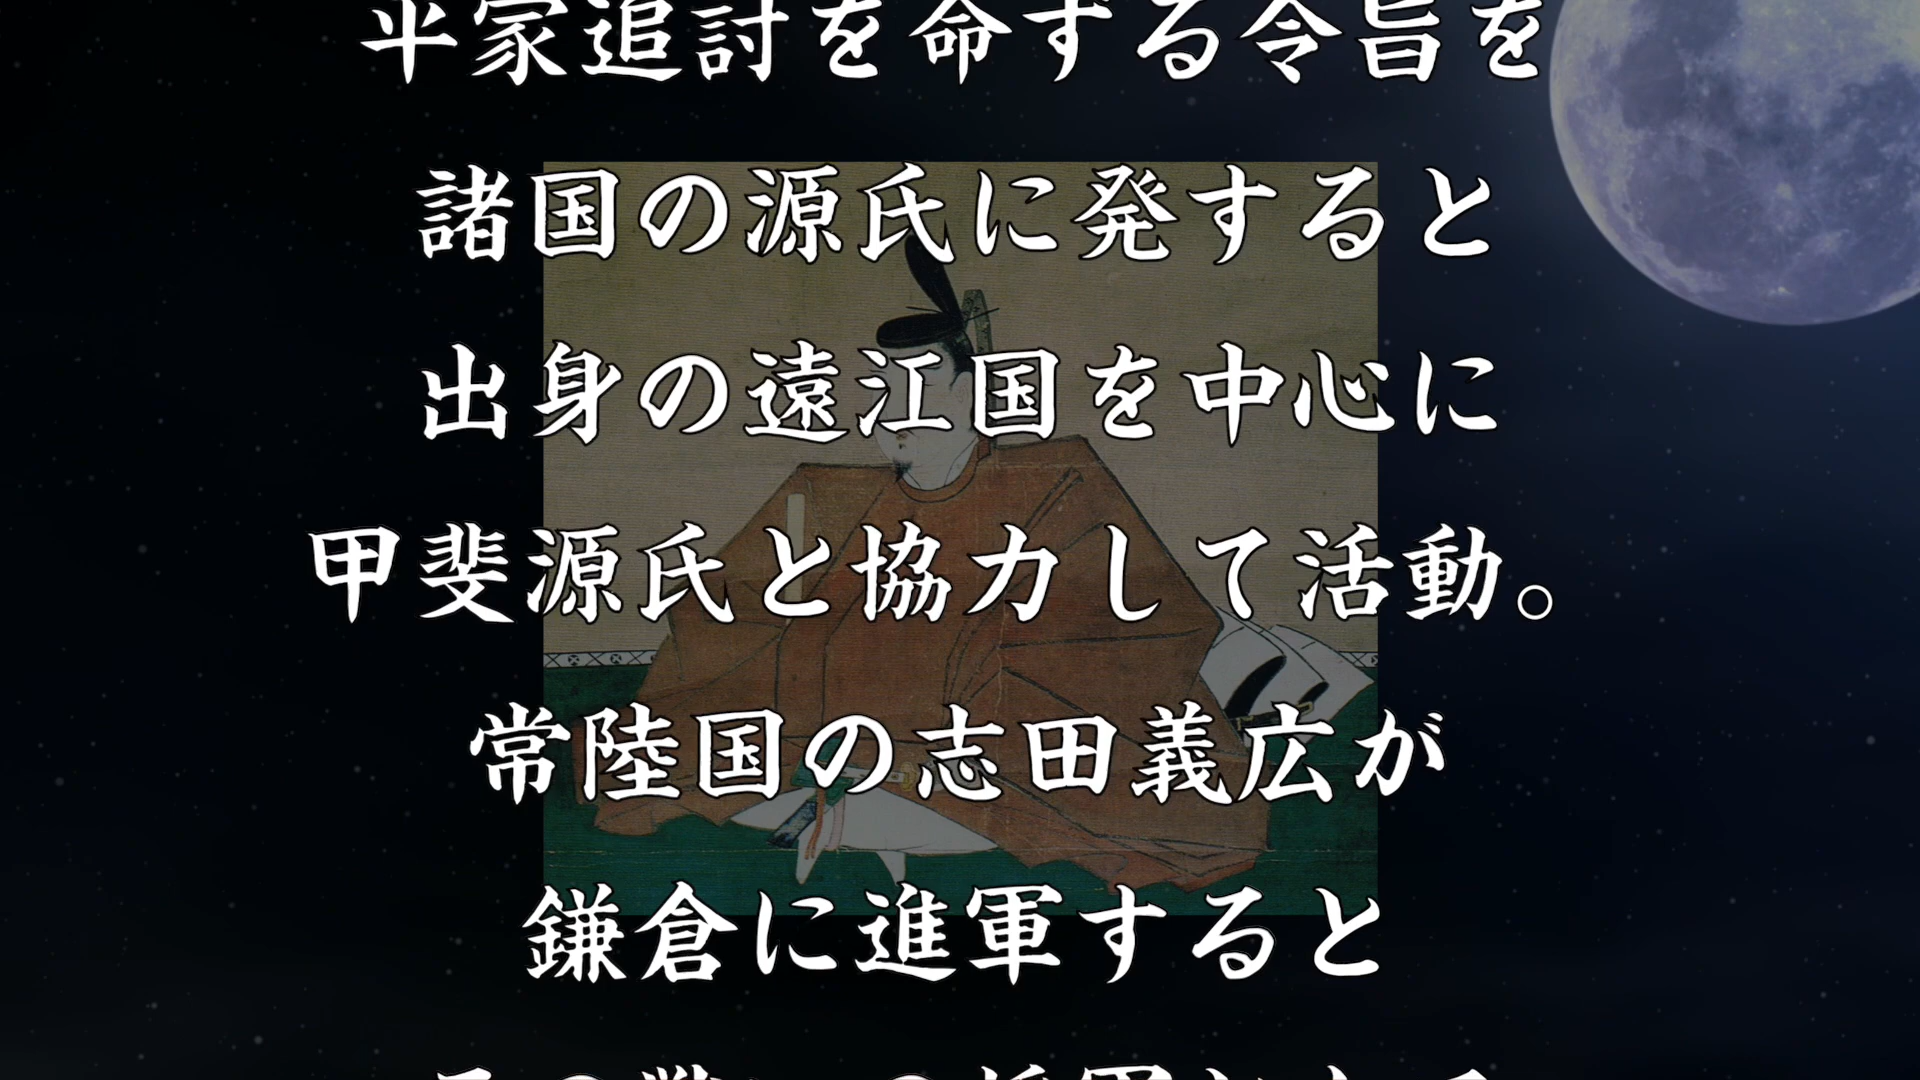 平家追討を命ずる令旨を
諸国の源氏に発すると
出身の遠江国を中心に
甲斐源氏と協力して活動。
常陸国の志田義広が
鎌倉に進軍すると